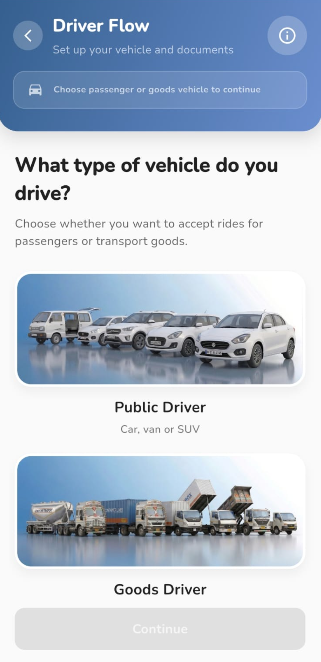 Driver Flow
Set up your vehicle and documents
Choose passenger or goods vehicle to continue
What type of vehicle do you
drive?
Choose whether you want to accept rides for
passengers or transport goods.
Public Driver
Car, van or SUV
Goods Driver
Continue